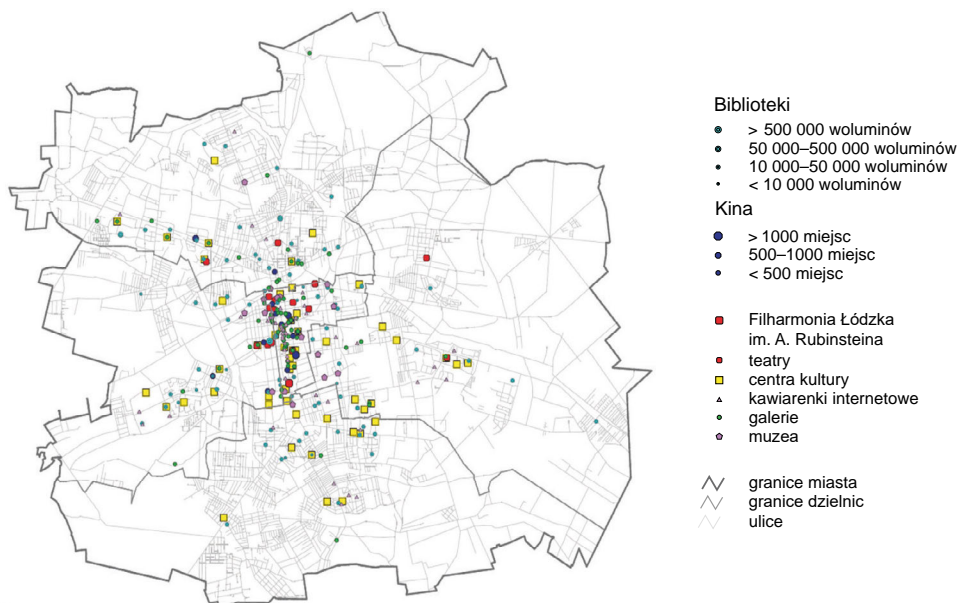 Biblioteki
> 500 000 woluminów
50 000–500 000 woluminów
10 000–50 000 woluminów
< 10 000 woluminów
Kina
> 1000 miejsc
500–1000 miejsc
< 500 miejsc
Filharmonia Łódzka
im. A. Rubinsteina
teatry
centra kultury
kawiarenki internetowe
galerie
muzea
granice miasta
granice dzielnic
ulice